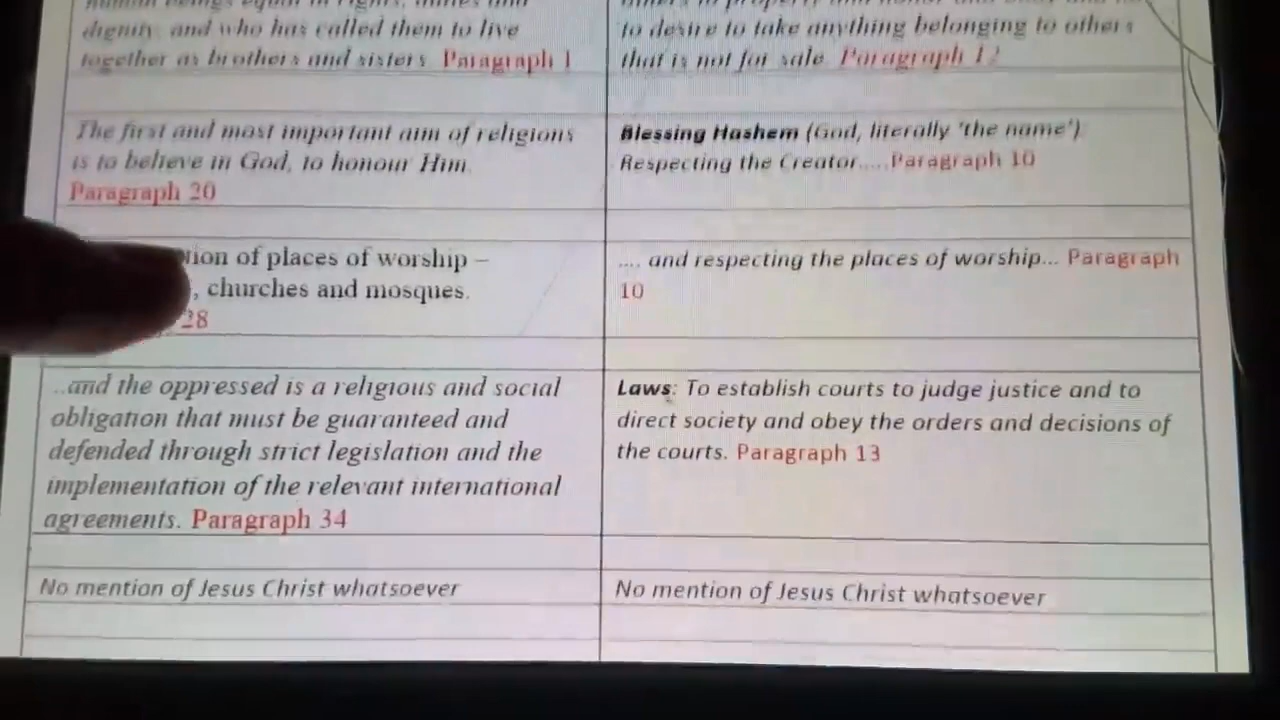 dignity, and who has called them to live
together as brothers and sisters. Paragraph 1
to desire to take anything belonging to others
that is not for sale. Paragraph 12
The first and most important aim of religions
is to believe in God, to honour Him.
Paragraph 20
Blessing Hashem (God, literally 'the name').
Respecting the Creator.....Paragraph 10
of places of worship –
, churches and mosques.
28
.... and respecting the places of worship... Paragraph
10
..and the oppressed is a religious and social
obligation that must be guaranteed and
defended through strict legislation and the
implementation of the relevant international
agreements. Paragraph 34
Laws: To establish courts to judge justice and to
direct society and obey the orders and decisions of
the courts. Paragraph 13
No mention of Jesus Christ whatsoever
No mention of Jesus Christ whatsoever